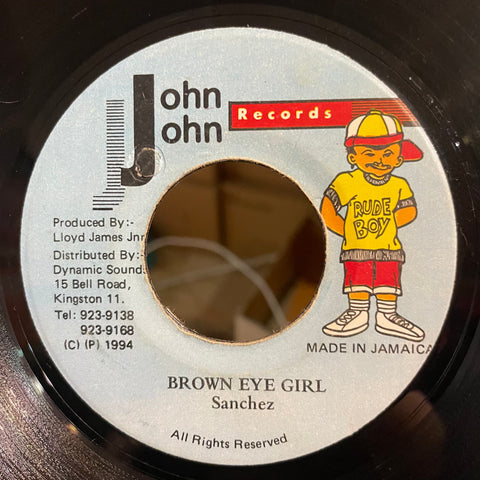 John
John
Records
Produced By:-
Lloyd James Jnr
Distributed By:-
Dynamic Sounds
15 Bell Road,
Kingston 11.
Tel: 923-9138
923-9168
(C) (P) 1994
RUDE
BOY
MADE IN JAMAICA
BROWN EYE GIRL
Sanchez
All Rights Reserved